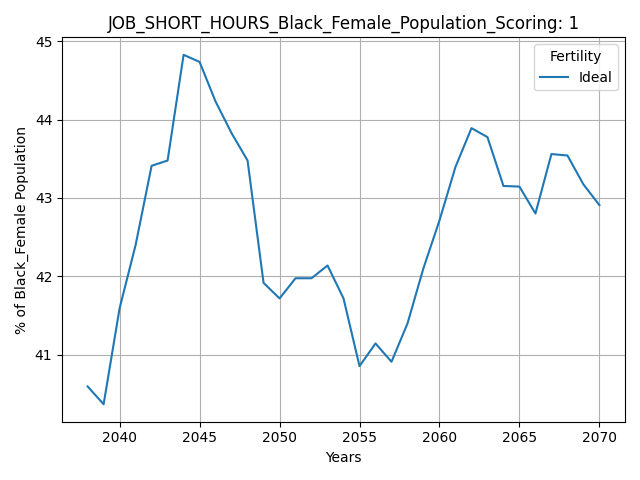 JOB_SHORT_HOURS_Black_Female_Population_Scoring: 1
Fertility
Ideal
% of Black_Female Population
45
44
43
42
41
2040 2045 2050 2055 2060 2065 2070
Years